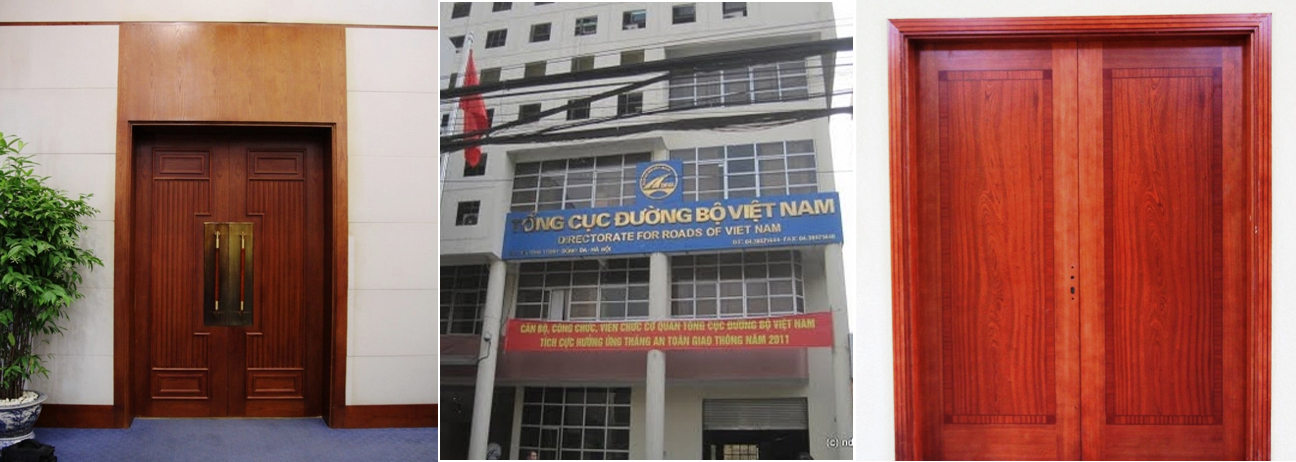 TỔNG CỤC ĐƯỜNG BỘ VIỆT NAM
DIRECTORATE FOR ROADS OF VIET NAM
CÁN BỘ, CÔNG CHỨC, VIÊN CHỨC CƠ QUAN TỔNG CỤC ĐƯỜNG BỘ VIỆT NAM
TÍCH CỰC HƯỞNG ỨNG THÁNG AN TOÀN GIAO THÔNG NĂM 2011
(c) nd